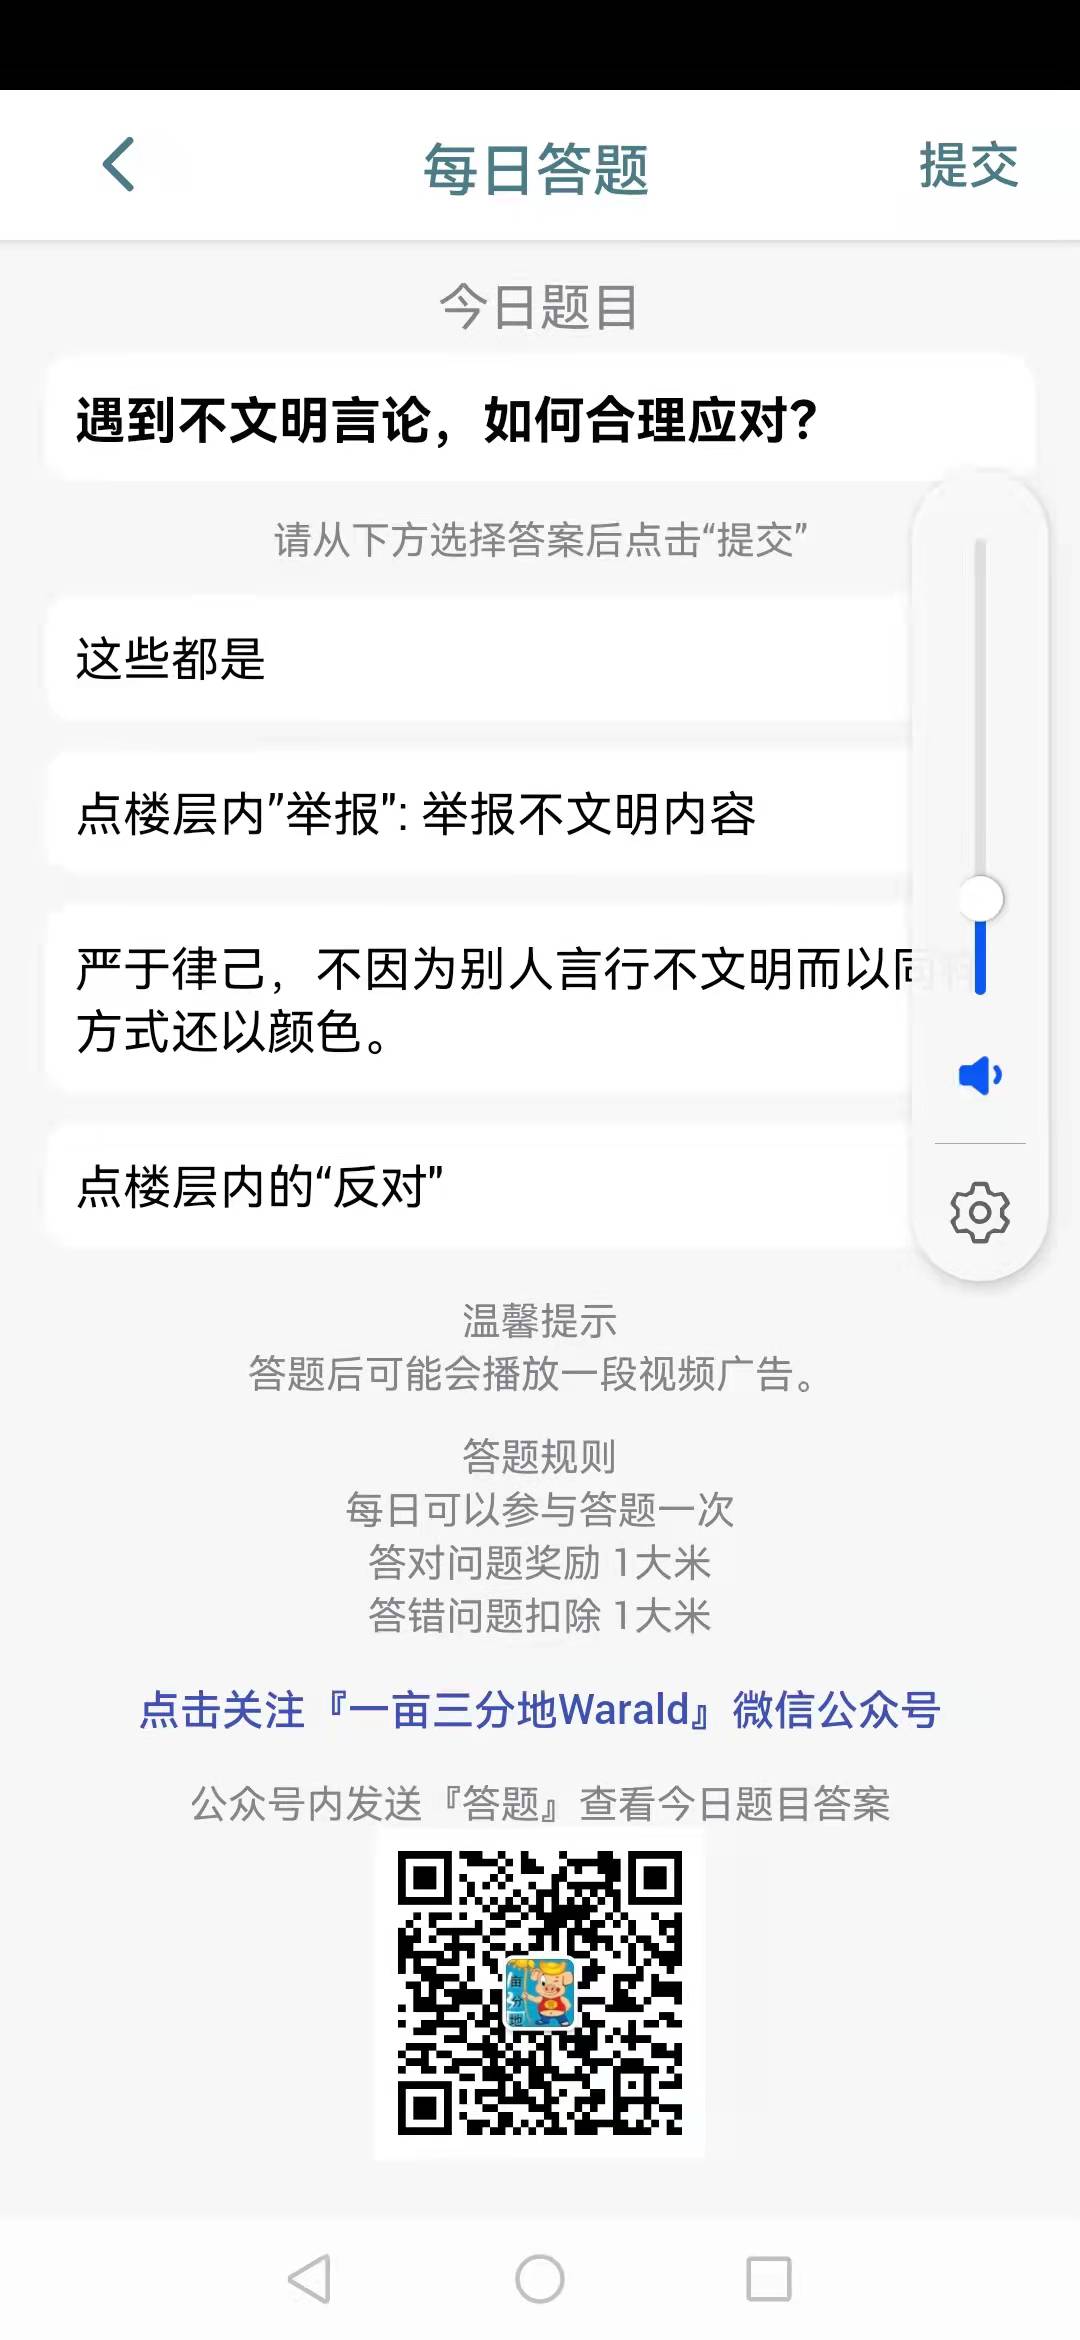 每日答题
提交
今日题目
遇到不文明言论，如何合理应对？
请从下方选择答案后点击“提交”
这些都是
点楼层内”举报": 举报不文明内容
严于律己，不因为别人言行不文明而以同样
方式还以颜色。
点楼层内的“反对”
温馨提示
答题后可能会播放一段视频广告。
答题规则
每日可以参与答题一次
答对问题奖励 1大米
答错问题扣除 1大米
点击关注『一亩三分地Warald』微信公众号
公众号内发送『答题』查看今日题目答案
亩
分
地